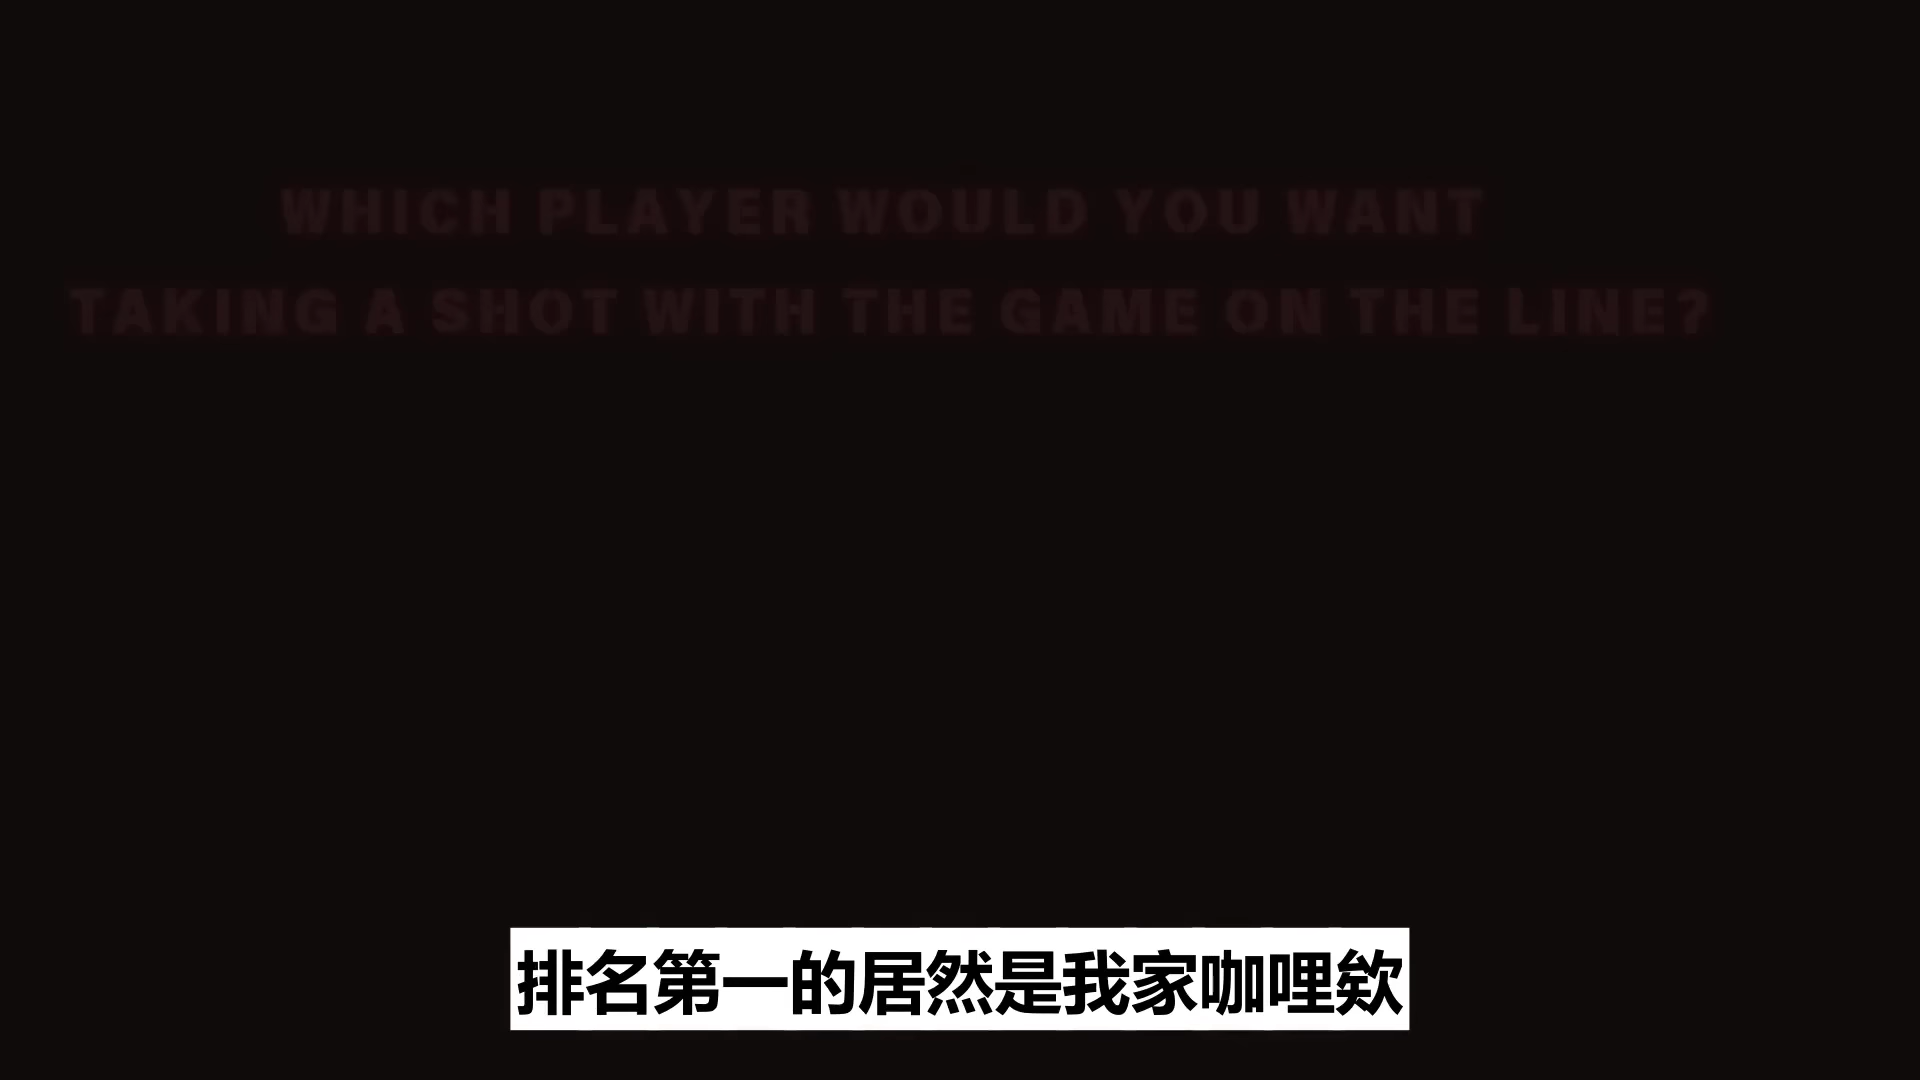 WHICH PLAYER WOULD YOU WANT
TAKING A SHOT WITH THE GAME ON THE LINE?
排名第一的居然是我家咖哩欸